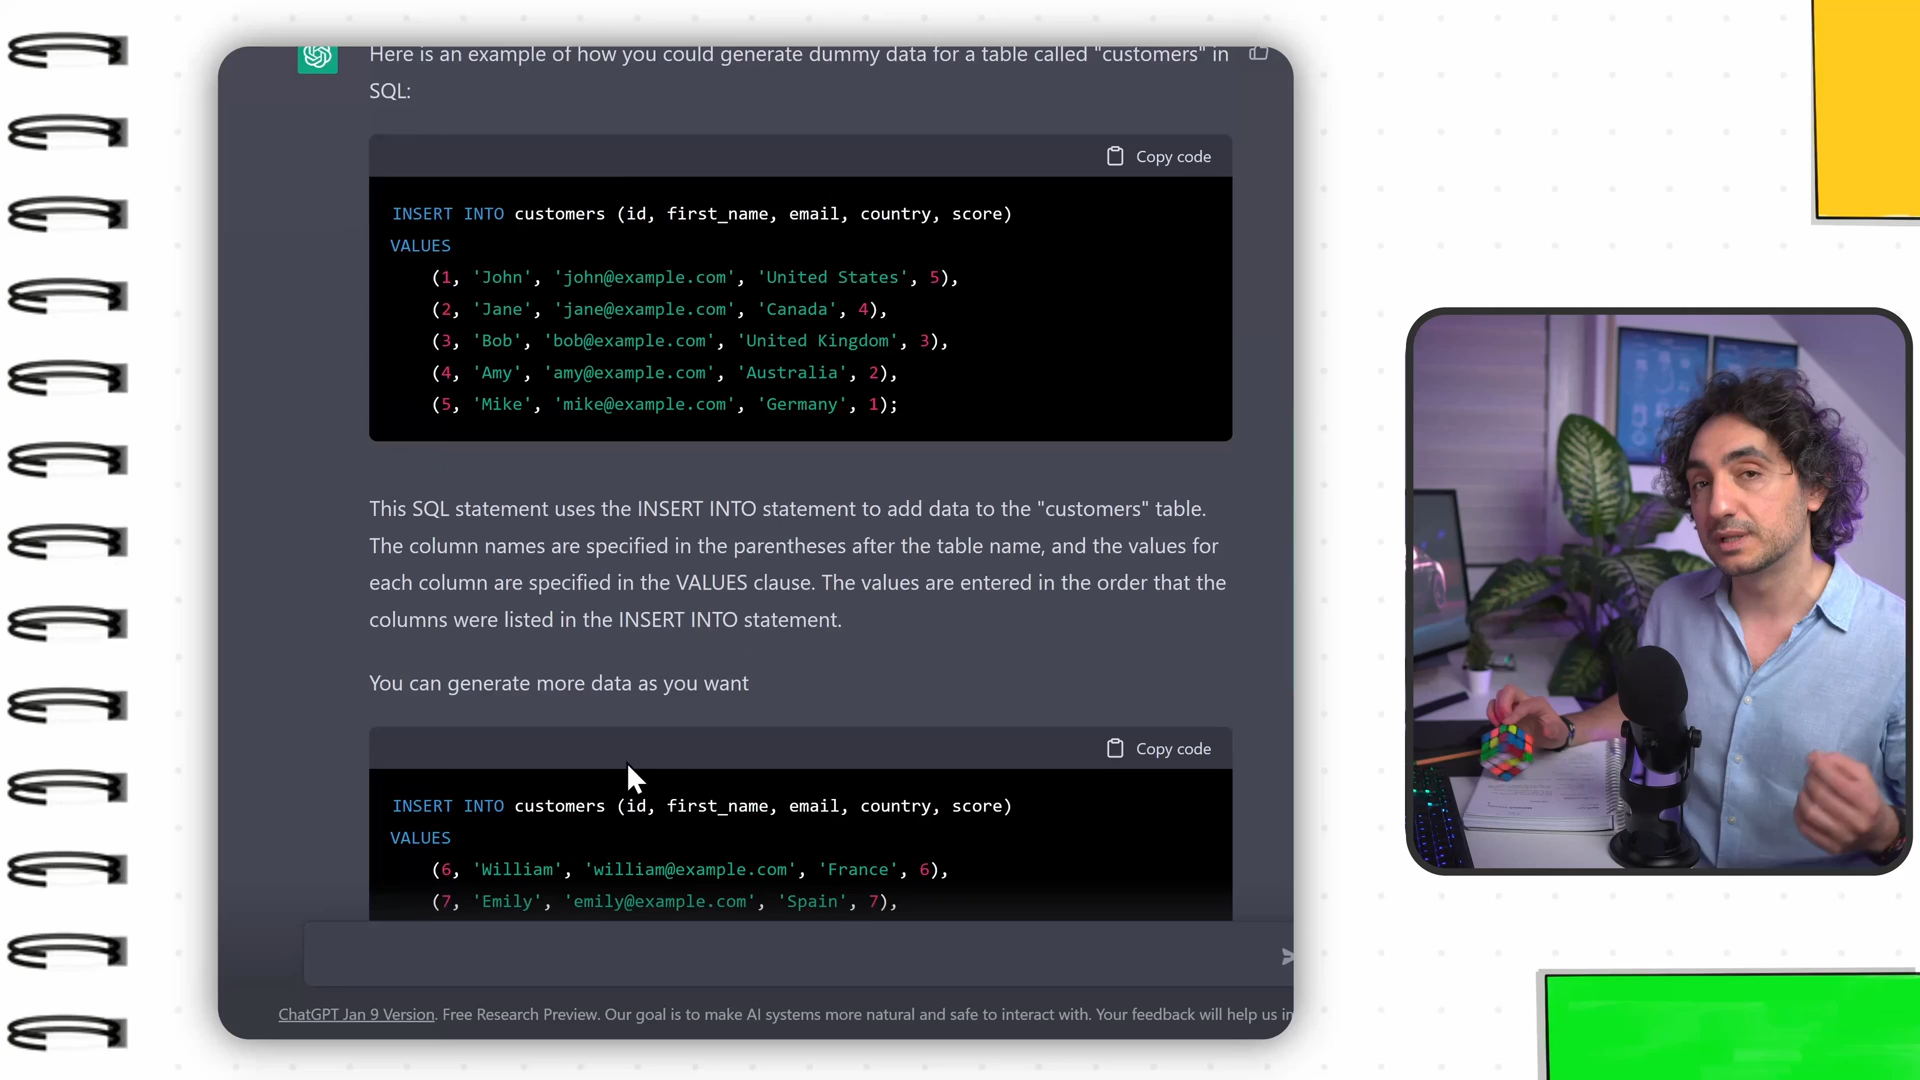 Here is an example of how you could generate dummy data for a table called "customers" in
SQL:
Copy code
INSERT INTO customers (id, first_name, email, country, score)
VALUES
(1, 'John', 'john@example.com', 'United States', 5),
(2, 'Jane', 'jane@example.com', 'Canada', 4),
(3, 'Bob', 'bob@example.com', 'United Kingdom', 3),
(4, 'Amy', 'amy@example.com', 'Australia', 2),
(5, 'Mike', 'mike@example.com', 'Germany', 1);
This SQL statement uses the INSERT INTO statement to add data to the "customers" table.
The column names are specified in the parentheses after the table name, and the values for
each column are specified in the VALUES clause. The values are entered in the order that the
columns were listed in the INSERT INTO statement.
You can generate more data as you want
Copy code
INSERT INTO customers (id, first_name, email, country, score)
VALUES
(6, 'William', 'william@example.com', 'France', 6),
(7, 'Emily', 'emily@example.com', 'Spain', 7),
ChatGPT Jan 9 Version. Free Research Preview. Our goal is to make AI systems more natural and safe to interact with. Your feedback will help us